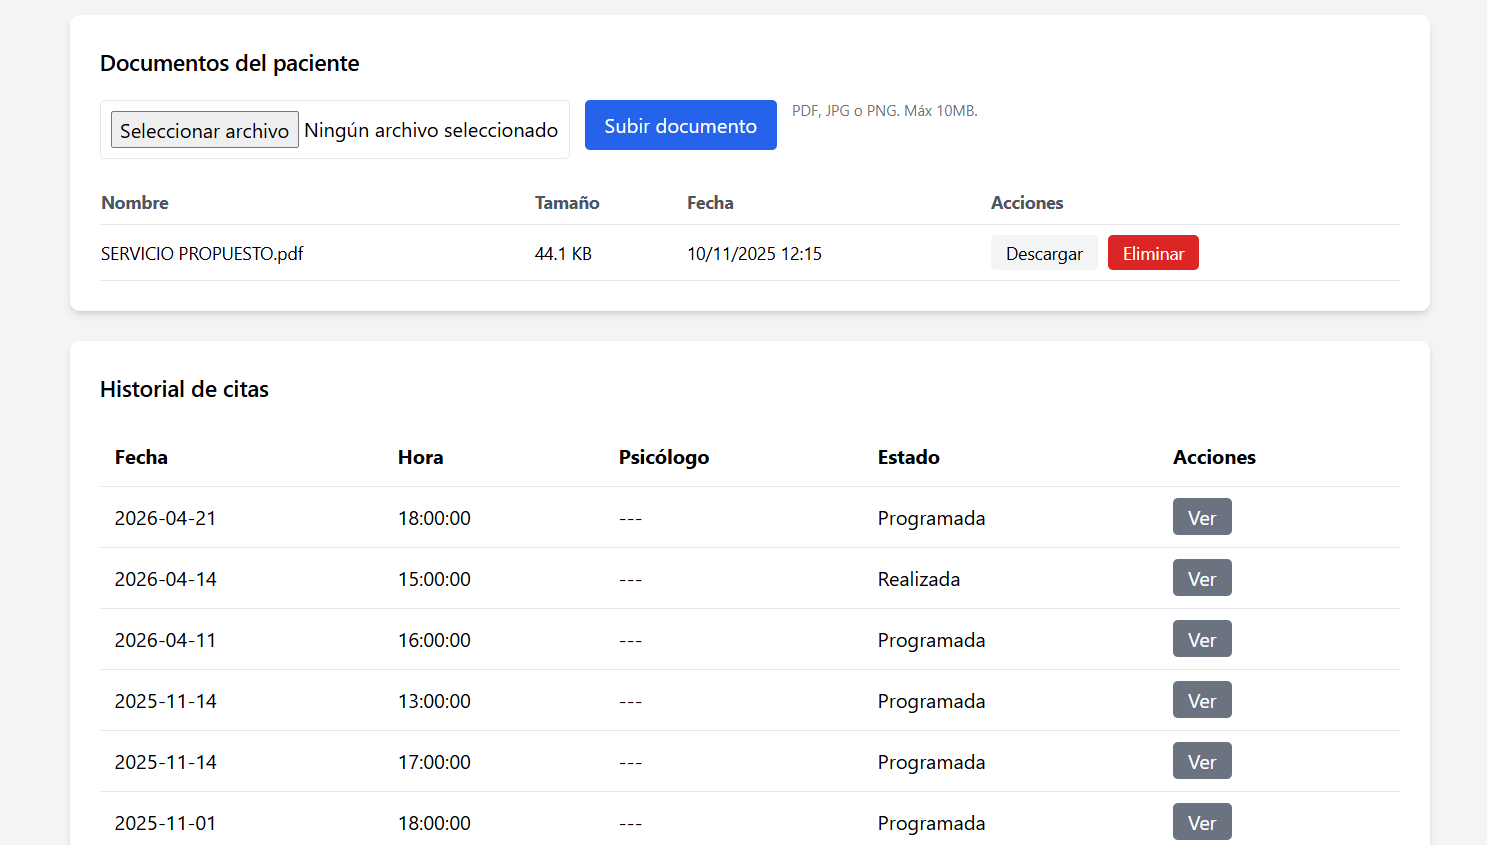 Documentos del paciente
Seleccionar archivo Ningún archivo seleccionado Subir documento PDF, JPG o PNG. Máx 10MB.
Nombre Tamaño Fecha Acciones
SERVICIO PROPUESTO.pdf 44.1 KB 10/11/2025 12:15 Descargar Eliminar
Historial de citas
Fecha Hora Psicólogo Estado Acciones
2026-04-21 18:00:00 --- Programada Ver
2026-04-14 15:00:00 --- Realizada Ver
2026-04-11 16:00:00 --- Programada Ver
2025-11-14 13:00:00 --- Programada Ver
2025-11-14 17:00:00 --- Programada Ver
2025-11-01 18:00:00 --- Programada Ver